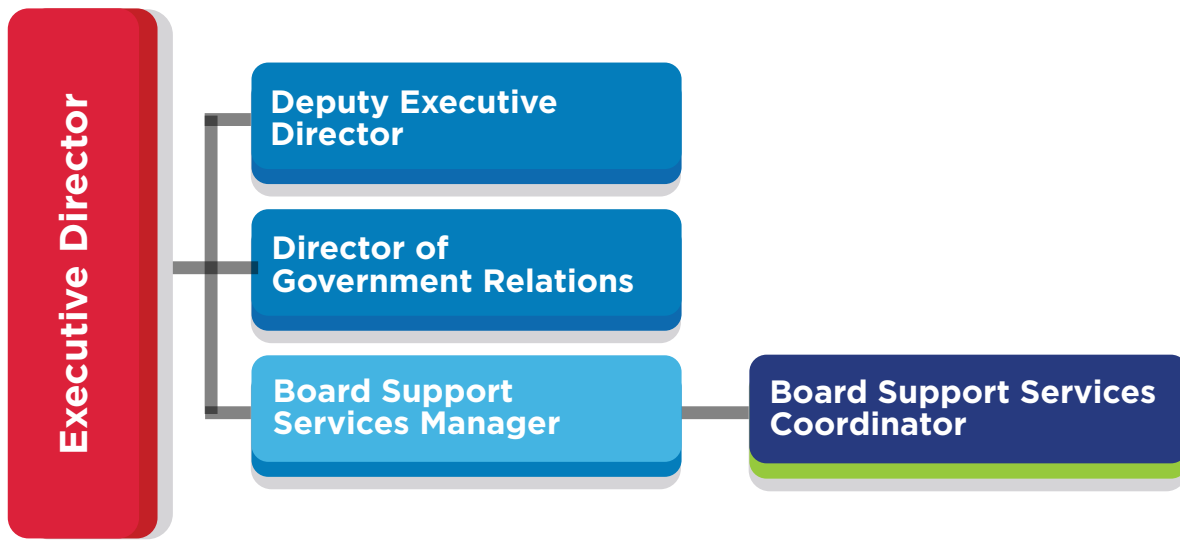 Executive Director
Deputy Executive
Director
Director of
Government Relations
Board Support
Services Manager
Board Support Services
Coordinator